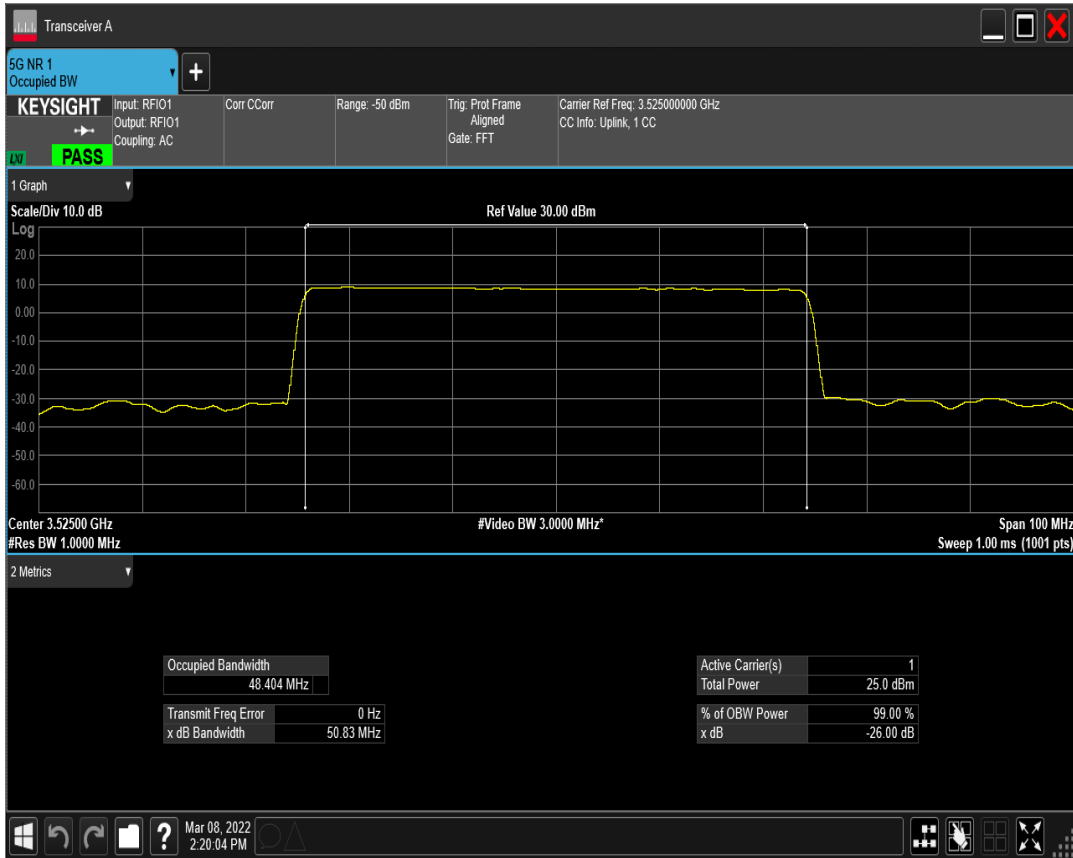 Transceiver A
5G NR 1
Occupied BW
+
KEYSIGHT
Input: RFIO1
Output: RFIO1
Coupling: AC
Corr CCorr
Range: -50 dBm
Trig: Prot Frame
Aligned
Gate: FFT
Carrier Ref Freq: 3.525000000 GHz
CC Info: Uplink, 1 CC
LXI
PASS
1 Graph
Scale/Div 10.0 dB
Ref Value 30.00 dBm
Log
20.0
10.0
0.00
-10.0
-20.0
-30.0
-40.0
-50.0
-60.0
Center 3.52500 GHz
#Video BW 3.0000 MHz*
Span 100 MHz
#Res BW 1.0000 MHz
Sweep 1.00 ms (1001 pts)
2 Metrics
Occupied Bandwidth
48.404 MHz
Transmit Freq Error 0 Hz
x dB Bandwidth 50.83 MHz
Active Carrier(s) 1
Total Power 25.0 dBm
% of OBW Power 99.00 %
x dB -26.00 dB
?
Mar 08, 2022
2:20:04 PM